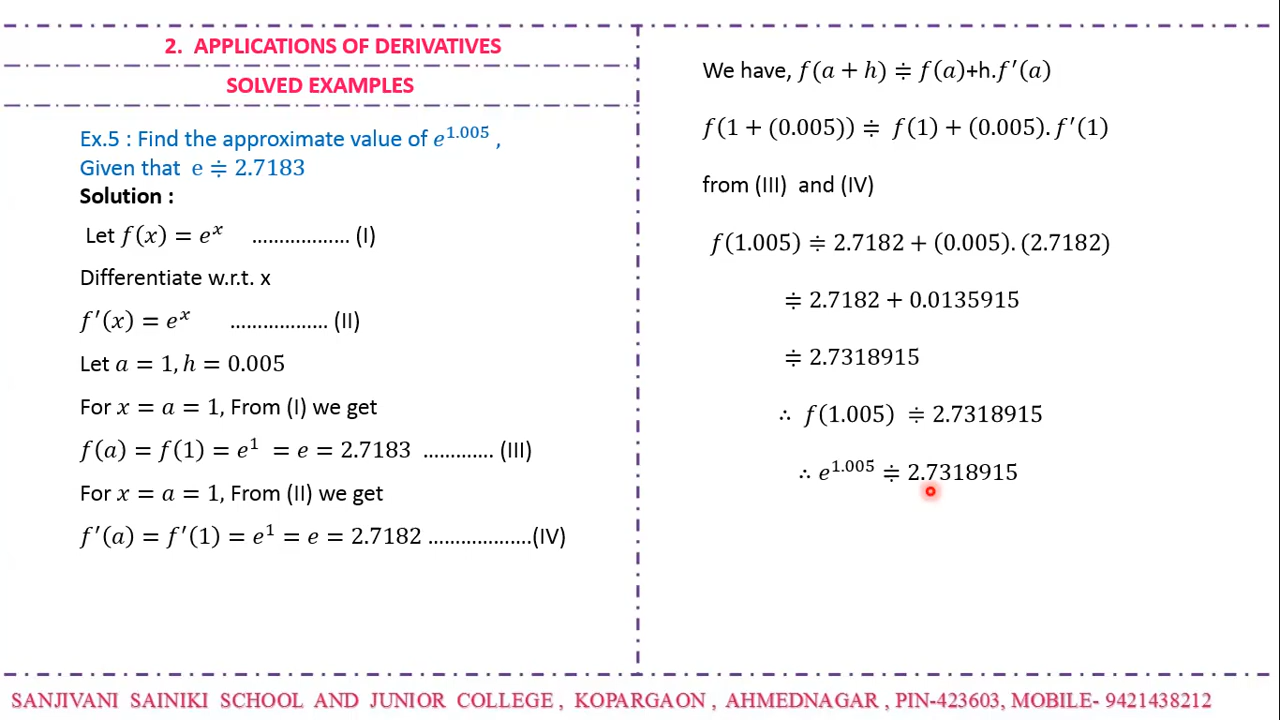 2. APPLICATIONS OF DERIVATIVES
SOLVED EXAMPLES
Ex.5 : Find the approximate value of e^1.005 ,
Given that e ≑ 2.7183
Solution :
Let f(x) = e^x .................. (I)
Differentiate w.r.t. x
f′(x) = e^x .................. (II)
Let a = 1, h = 0.005
For x = a = 1, From (I) we get
f(a) = f(1) = e^1 = e = 2.7183 ............. (III)
For x = a = 1, From (II) we get
f′(a) = f′(1) = e^1 = e = 2.7182 ...................(IV)
We have, f(a + h) ≑ f(a)+h.f′(a)
f(1 + (0.005)) ≑ f(1) + (0.005). f′(1)
from (III) and (IV)
f(1.005) ≑ 2.7182 + (0.005). (2.7182)
≑ 2.7182 + 0.0135915
≑ 2.7318915
∴ f(1.005) ≑ 2.7318915
∴ e^1.005 ≑ 2.7318915
SANJIVANI SAINIKI SCHOOL AND JUNIOR COLLEGE , KOPARGAON , AHMEDNAGAR , PIN-423603, MOBILE- 9421438212